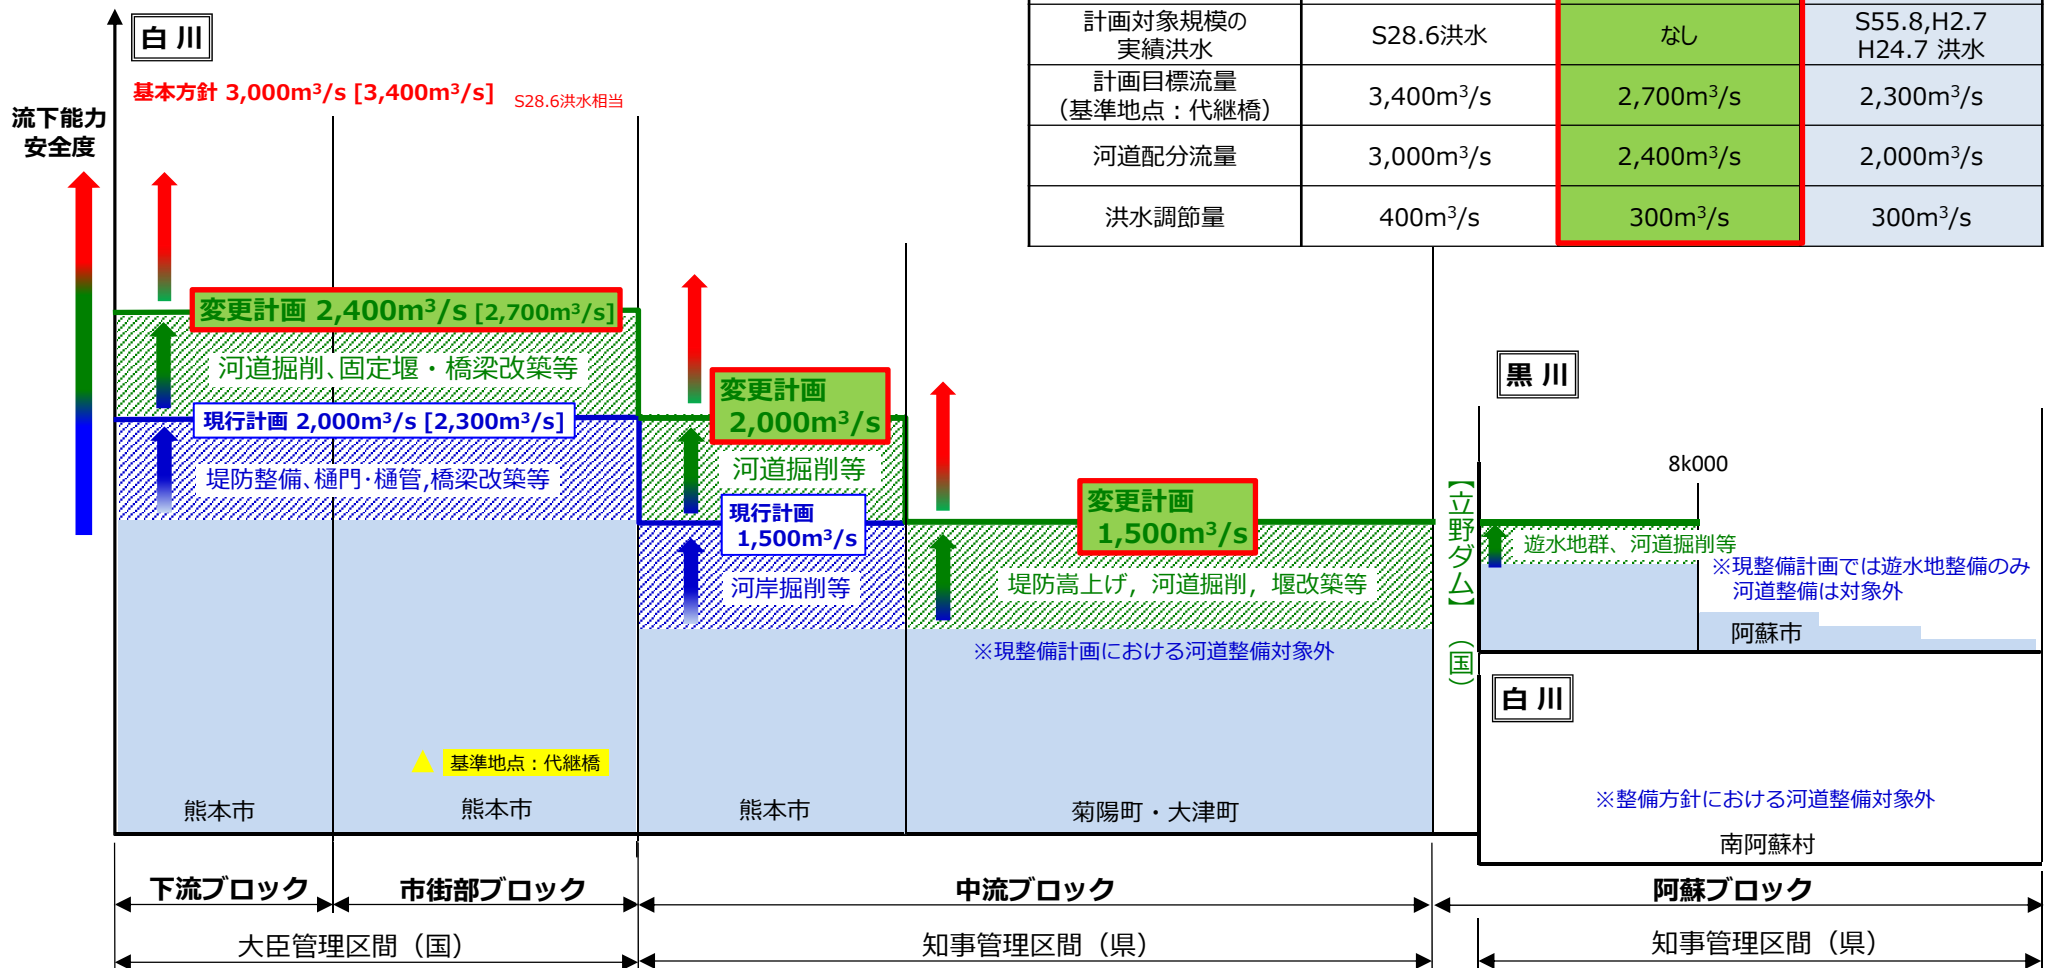 白 川
基本方針 3,000m³/s [3,400m³/s] S28.6洪水相当
流下能力
安全度
計画対象規模の
実績洪水
S28.6洪水
なし
S55.8,H2.7
H24.7 洪水
計画目標流量
（基準地点：代継橋）
3,400m³/s
2,700m³/s
2,300m³/s
河道配分流量
3,000m³/s
2,400m³/s
2,000m³/s
洪水調節量
400m³/s
300m³/s
300m³/s
変更計画 2,400m³/s [2,700m³/s]
河道掘削､固定堰・橋梁改築等
現行計画 2,000m³/s [2,300m³/s]
堤防整備､樋門･樋管,橋梁改築等
変更計画
2,000m³/s
河道掘削等
現行計画
1,500m³/s
河岸掘削等
変更計画
1,500m³/s
堤防嵩上げ，河道掘削，堰改築等
※現整備計画における河道整備対象外
【立野ダム】（国）
黒 川
8k000
遊水地群、河道掘削等
※現整備計画では遊水地整備のみ
河道整備は対象外
阿蘇市
白 川
※整備方針における河道整備対象外
南阿蘇村
基準地点：代継橋
熊本市
熊本市
熊本市
菊陽町・大津町
下流ブロック
市街部ブロック
中流ブロック
阿蘇ブロック
大臣管理区間（国）
知事管理区間（県）
知事管理区間（県）